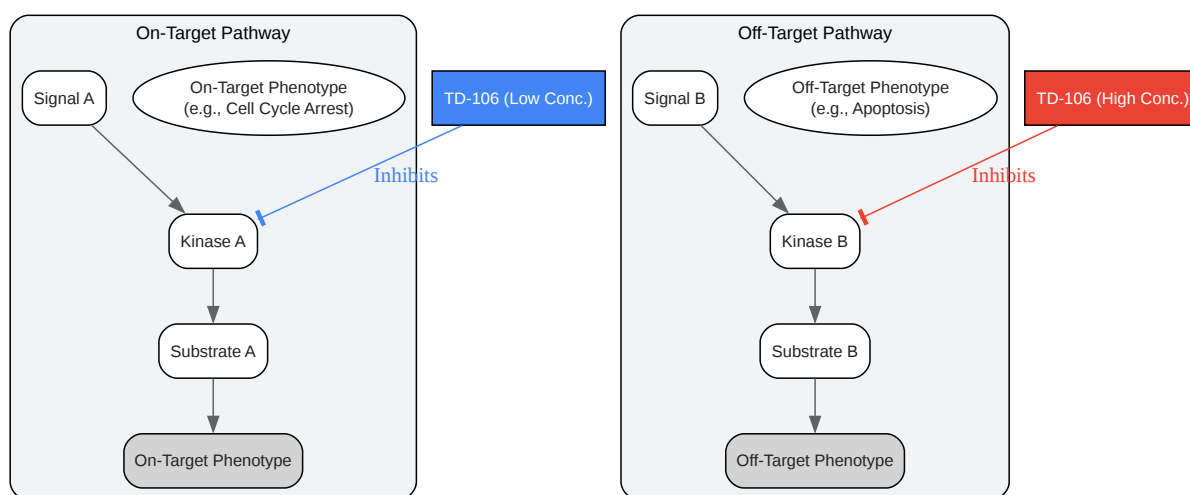 On-Target Pathway
Signal A
On-Target Phenotype
(e.g., Cell Cycle Arrest)
TD-106 (Low Conc.)
Inhibits
Kinase A
Substrate A
On-Target Phenotype
Off-Target Pathway
Signal B
Off-Target Phenotype
(e.g., Apoptosis)
TD-106 (High Conc.)
Inhibits
Kinase B
Substrate B
Off-Target Phenotype